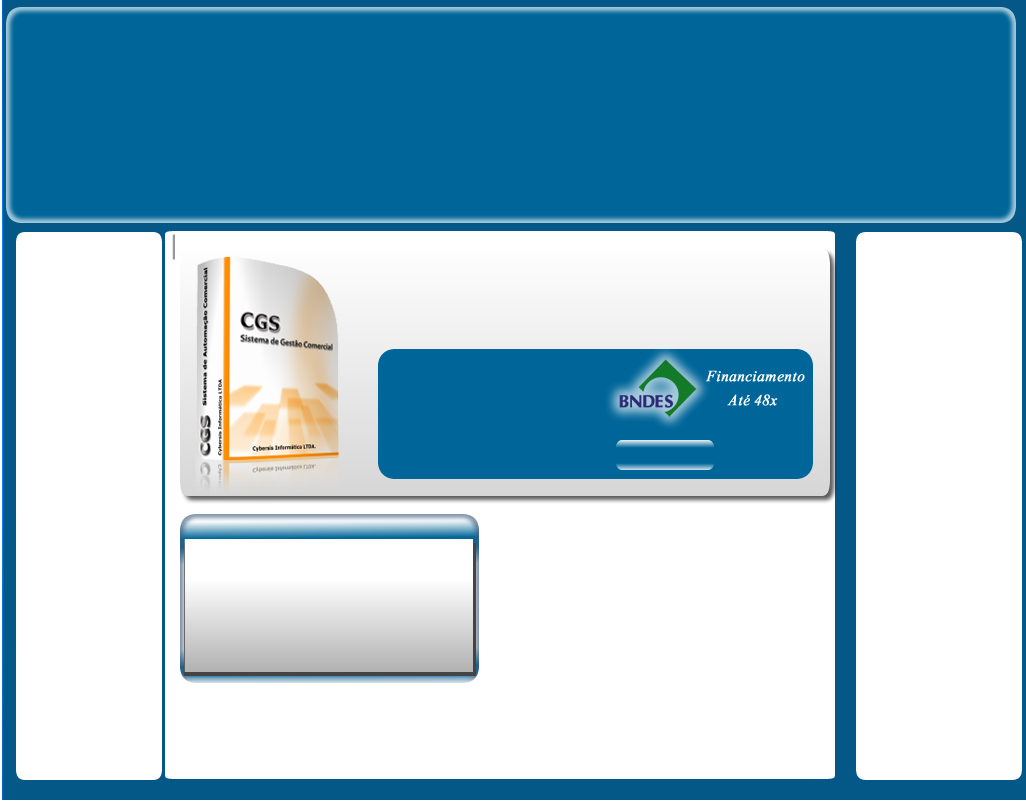 CGS
Sistema de Gestão Comercial
CGS Sistema de Automação Comercial
Cybersis Informática LTDA
Cybersis Informática LTDA.
BNDES
Financiamento
Até 48x